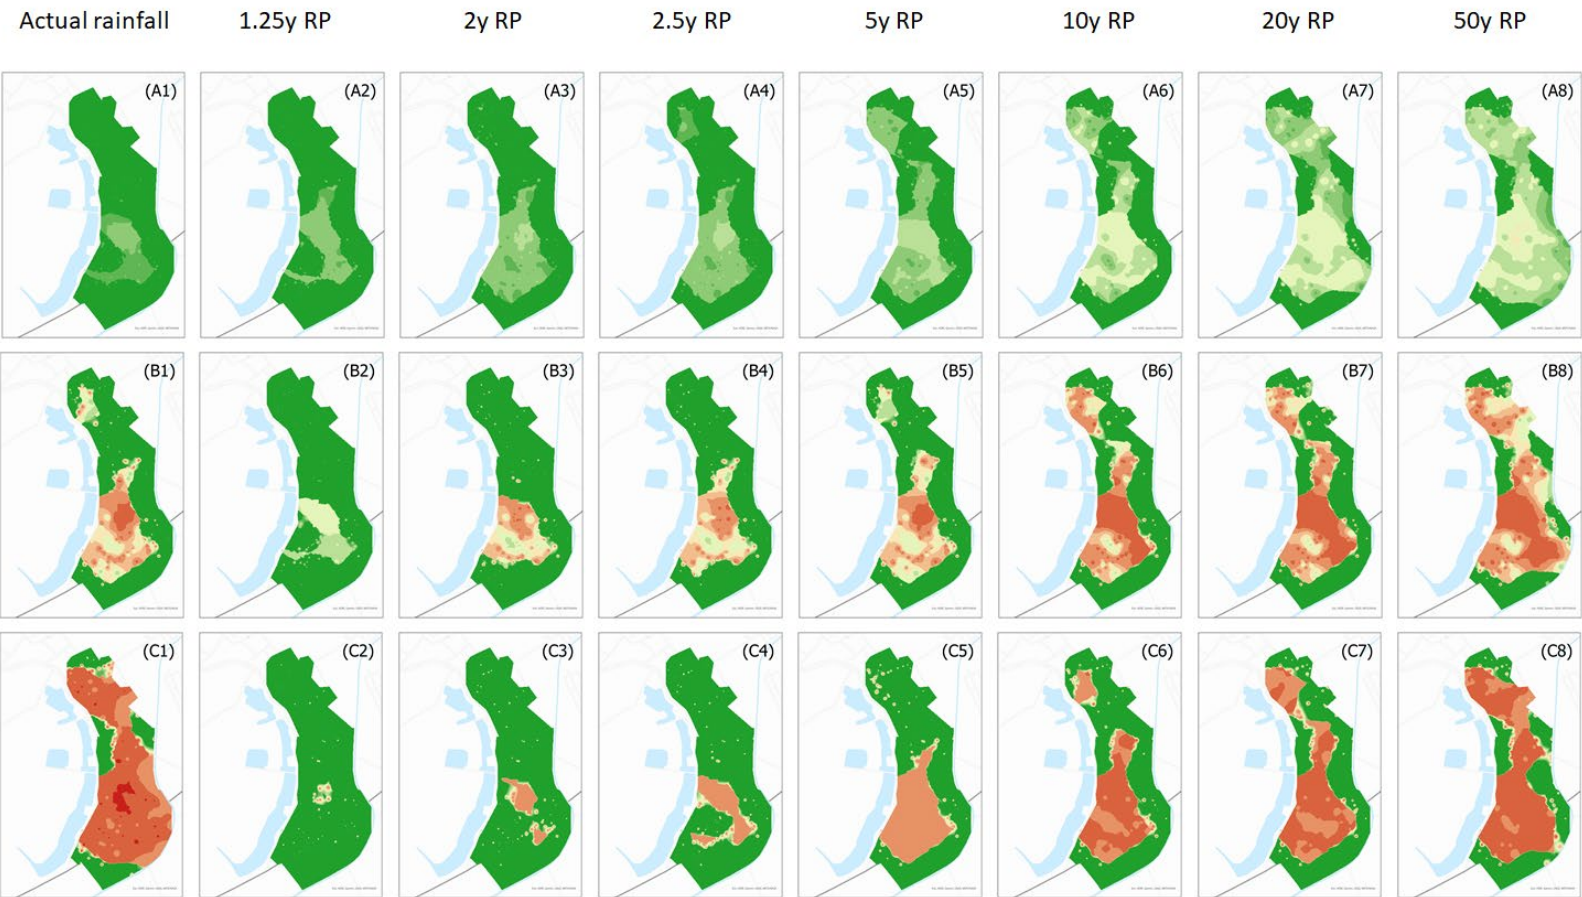 Actual rainfall 1.25y RP 2y RP 2.5y RP 5y RP 10y RP 20y RP 50y RP
(A1) (A2) (A3) (A4) (A5) (A6) (A7) (A8)
(B1) (B2) (B3) (B4) (B5) (B6) (B7) (B8)
(C1) (C2) (C3) (C4) (C5) (C6) (C7) (C8)